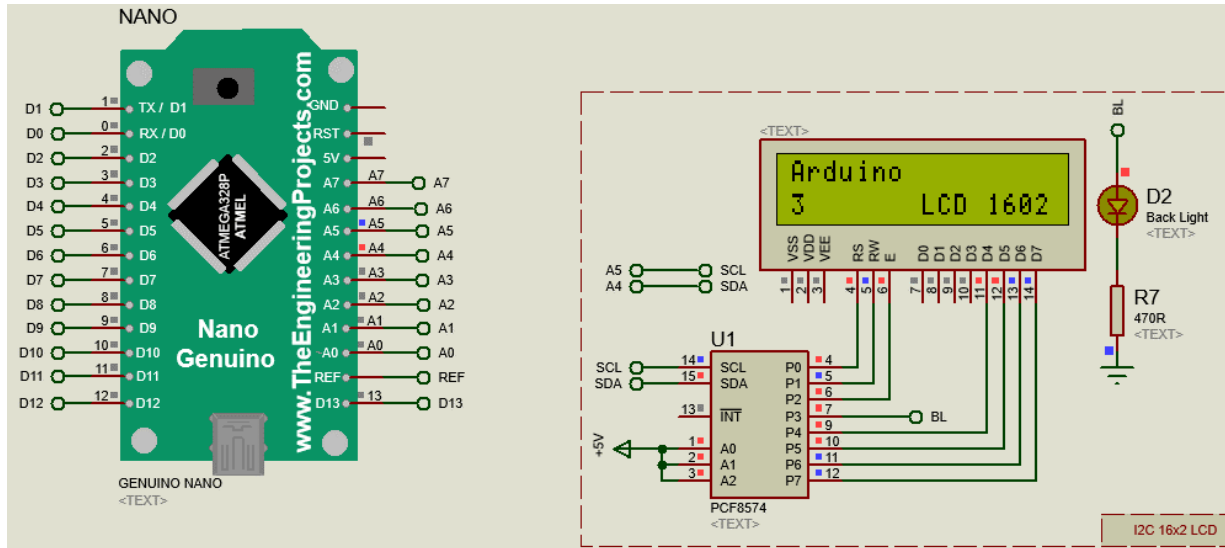 NANO
www.TheEngineeringProjects.com
ATMEGA328P
ATMEL
Nano
Genuino
D1 1 TX / D1
D0 0 RX / D0
D2 2 D2
D3 3 D3
D4 4 D4
D5 5 D5
D6 6 D6
D7 7 D7
D8 8 D8
D9 9 D9
D10 10 D10
D11 11 D11
D12 12 D12
GND
RST
5V
A7 A7 A7
A6 A6 A6
A5 A5 A5
A4 A4 A4
A3 A3 A3
A2 A2 A2
A1 A1 A1
A0 A0 A0
REF REF
D13 13 D13
GENUINO NANO
<TEXT>
<TEXT>
Arduino
3 LCD 1602
VSS VDD VEE RS RW E D0 D1 D2 D3 D4 D5 D6 D7
1 2 3 4 5 6 7 8 9 10 11 12 13 14
A5 SCL
A4 SDA
BL
D2
Back Light
<TEXT>
R7
470R
<TEXT>
U1
SCL 14 SCL P0 4
SDA 15 SDA P1 5
P2 6
13 INT P3 7 BL
P4 9
+5V
1 A0 P5 10
2 A1 P6 11
3 A2 P7 12
PCF8574
<TEXT>
I2C 16x2 LCD